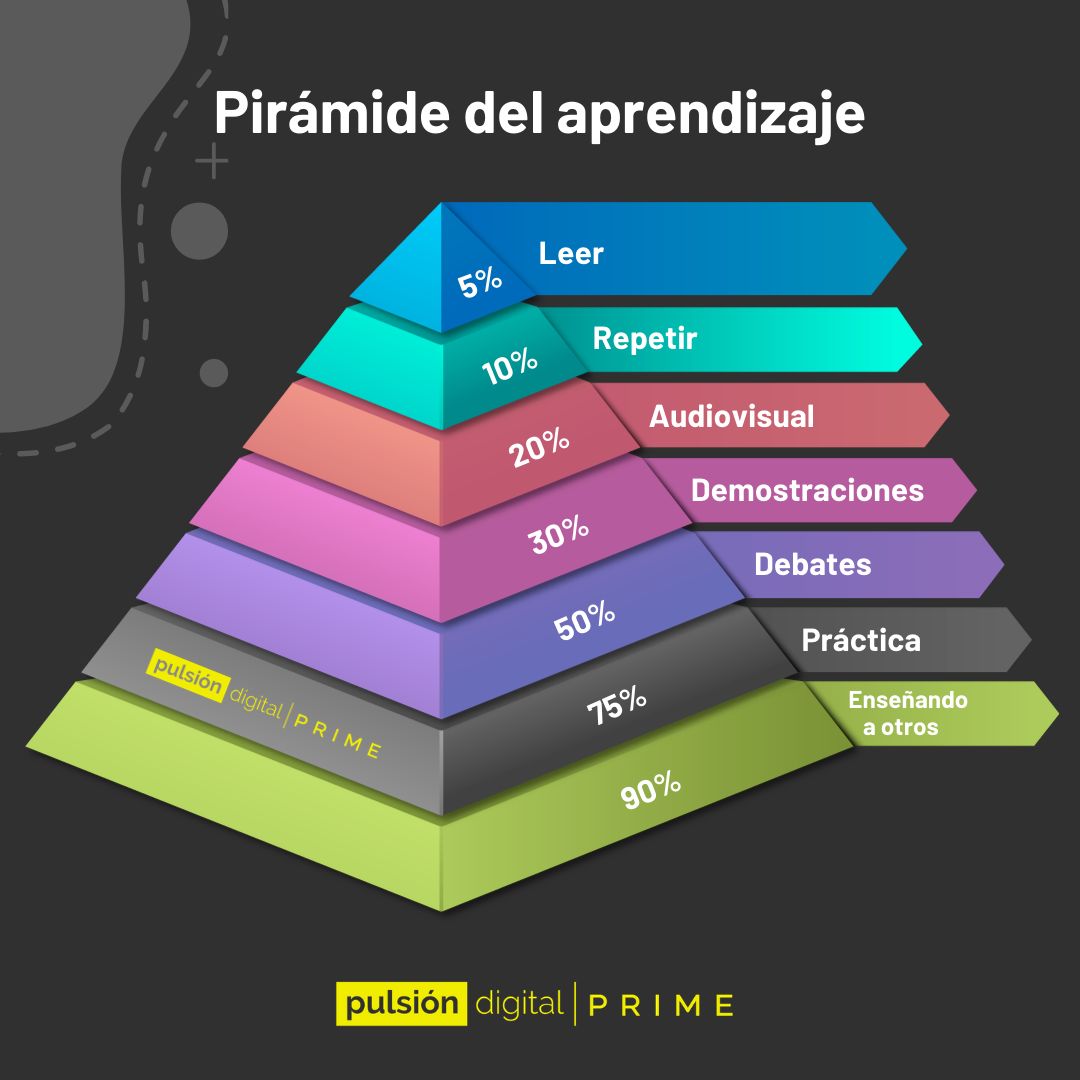 Pirámide del aprendizaje
5%
Leer
10%
Repetir
20%
Audiovisual
30%
Demostraciones
50%
Debates
75%
Práctica
pulsión digital | PRIME
90%
Enseñando
a otros
pulsión digital | PRIME